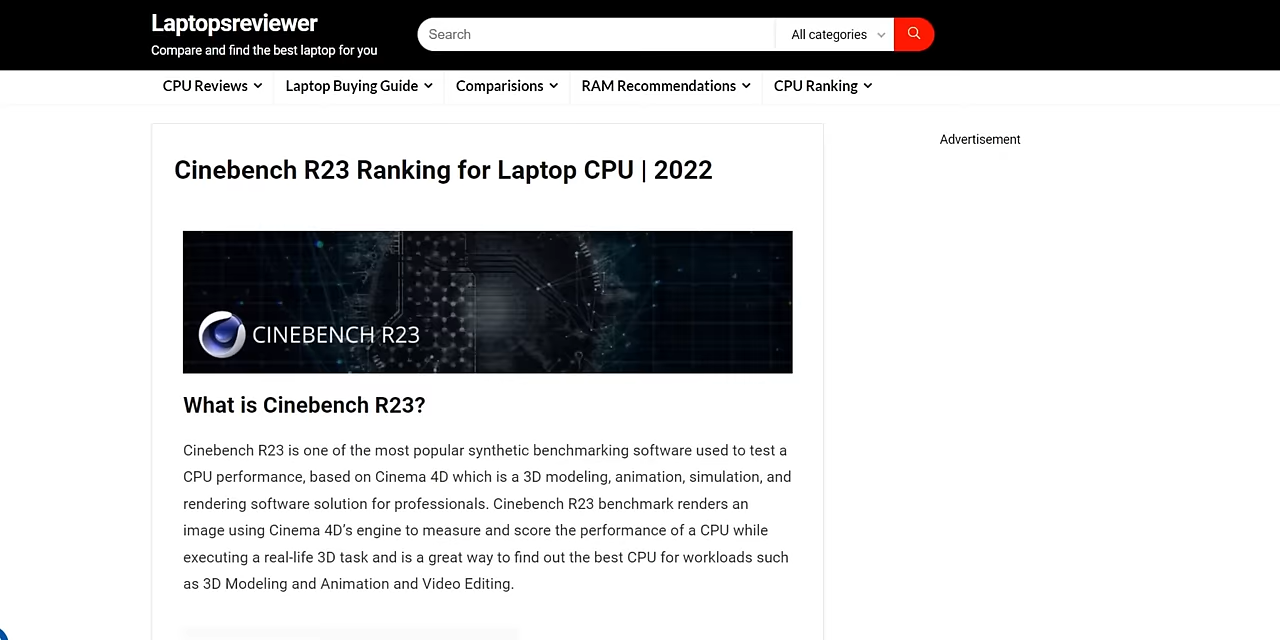 Laptopsreviewer
Compare and find the best laptop for you
Search
All categories
CPU Reviews
Laptop Buying Guide
Comparisions
RAM Recommendations
CPU Ranking
Advertisement
Cinebench R23 Ranking for Laptop CPU | 2022
CINEBENCH R23
What is Cinebench R23?
Cinebench R23 is one of the most popular synthetic benchmarking software used to test a
CPU performance, based on Cinema 4D which is a 3D modeling, animation, simulation, and
rendering software solution for professionals. Cinebench R23 benchmark renders an
image using Cinema 4D’s engine to measure and score the performance of a CPU while
executing a real-life 3D task and is a great way to find out the best CPU for workloads such
as 3D Modeling and Animation and Video Editing.